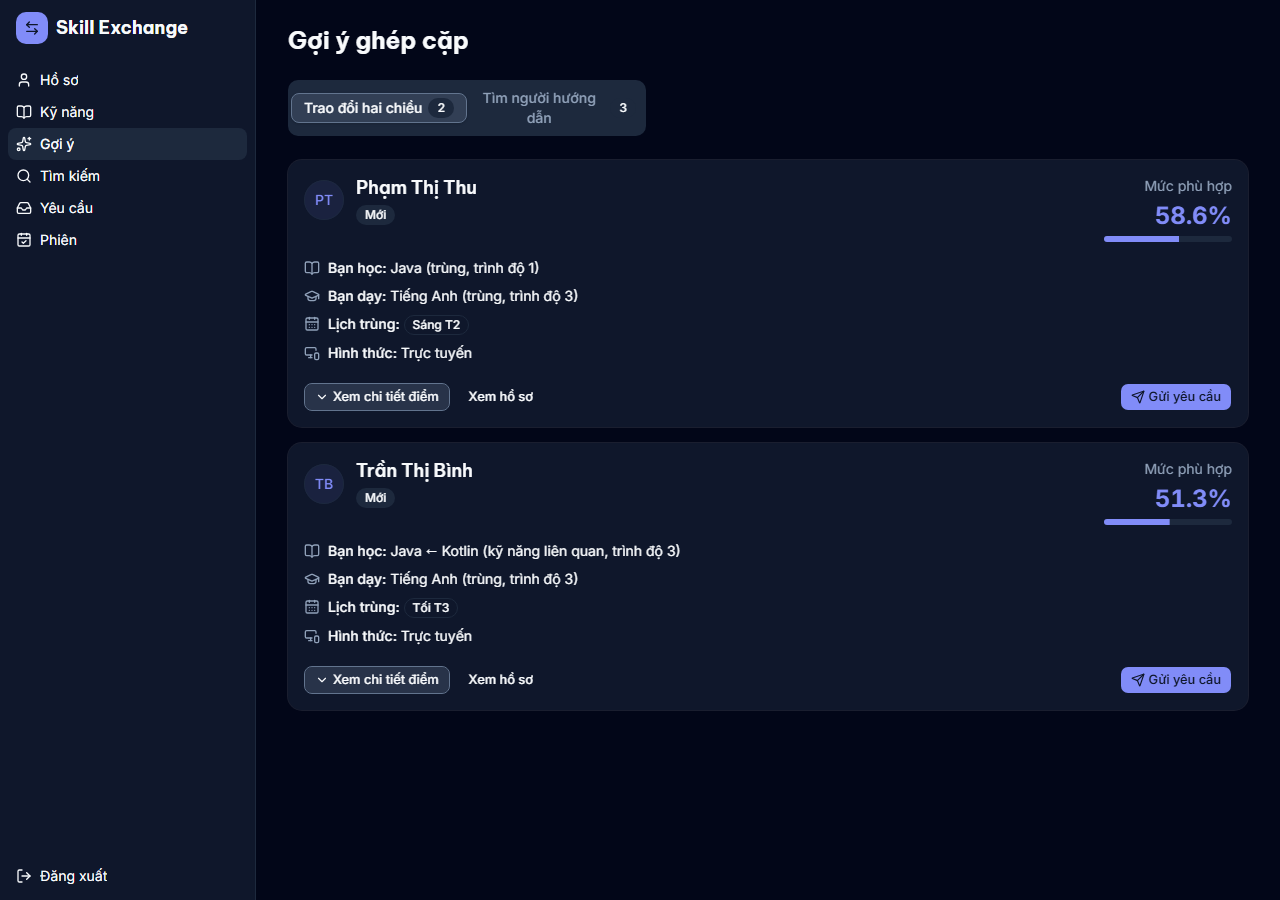 Skill Exchange
Hồ sơ
Kỹ năng
Gợi ý
Tìm kiếm
Yêu cầu
Phiên
Đăng xuất
Gợi ý ghép cặp
Trao đổi hai chiều 2
Tìm người hướng
dẫn
3
PT
Phạm Thị Thu
Mới
Mức phù hợp
58.6%
Bạn học: Java (trùng, trình độ 1)
Bạn dạy: Tiếng Anh (trùng, trình độ 3)
Lịch trùng: Sáng T2
Hình thức: Trực tuyến
Xem chi tiết điểm
Xem hồ sơ
Gửi yêu cầu
TB
Trần Thị Bình
Mới
Mức phù hợp
51.3%
Bạn học: Java ← Kotlin (kỹ năng liên quan, trình độ 3)
Bạn dạy: Tiếng Anh (trùng, trình độ 3)
Lịch trùng: Tối T3
Hình thức: Trực tuyến
Xem chi tiết điểm
Xem hồ sơ
Gửi yêu cầu